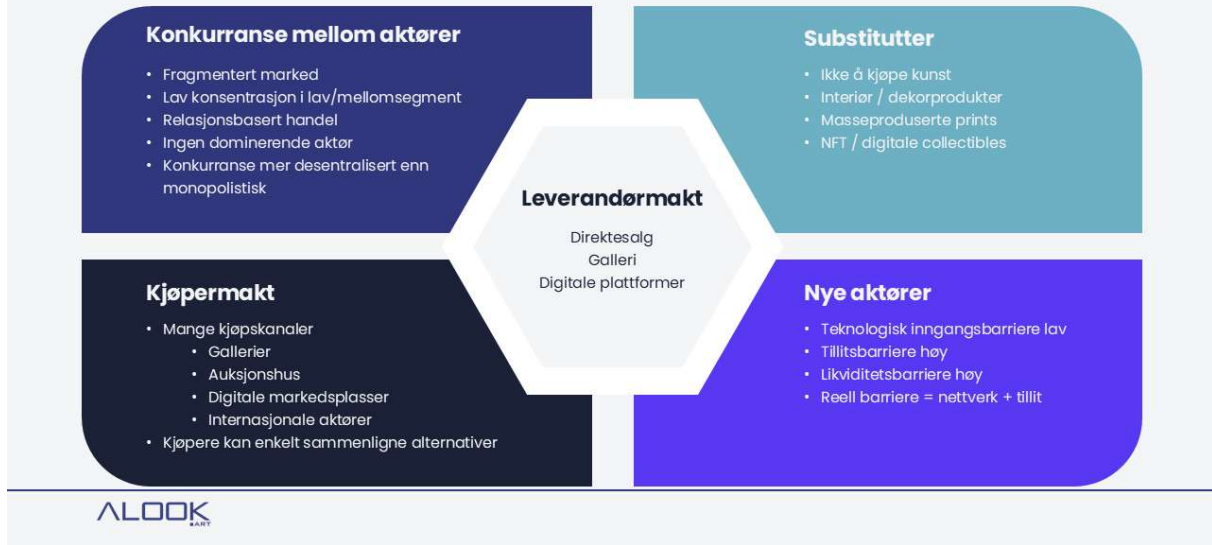 Konkurranse mellom aktører
• Fragmentert marked
• Lav konsentrasjon i lav/mellomsegment
• Relasjonsbasert handel
• Ingen dominerende aktør
• Konkurranse mer desentralisert enn
monopolistisk
Substitutter
• Ikke å kjøpe kunst
• Interiør / dekorprodukter
• Masseproduserte prints
• NFT / digitale collectibles
Leverandørmakt
Direktesalg
Galleri
Digitale plattformer
Kjøpermakt
• Mange kjøpskanaler
• Gallerier
• Auksjonshus
• Digitale markedsplasser
• Internasjonale aktører
• Kjøpere kan enkelt sammenligne alternativer
Nye aktører
• Teknologisk inngangsbarriere lav
• Tillitsbarriere høy
• Likviditetsbarriere høy
• Reell barriere = nettverk + tillit
ALOOK
.ART